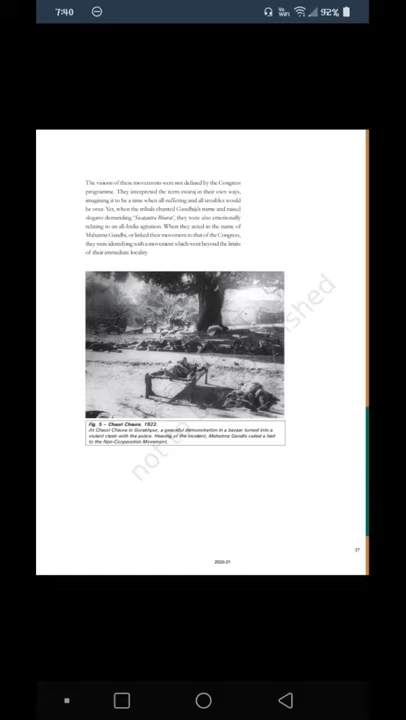 7:40
Vo
WiFi
92%
The visions of these movements were not defined by the Congress
programme. They interpreted the term swaraj in their own ways,
imagining it to be a time when all suffering and all troubles would
be over. Yet, when the tribals chanted Gandhiji's name and raised
slogans demanding 'Swatantra Bharat', they were also emotionally
relating to an all-India agitation. When they acted in the name of
Mahatma Gandhi, or linked their movement to that of the Congress,
they were identifying with a movement which went beyond the limits
of their immediate locality.
Fig. 5 – Chauri Chaura, 1922.
At Chauri Chaura in Gorakhpur, a peaceful demonstration in a bazaar turned into a
violent clash with the police. Hearing of the incident, Mahatma Gandhi called a halt
to the Non-Cooperation Movement.
not to
shed
37
2020-21